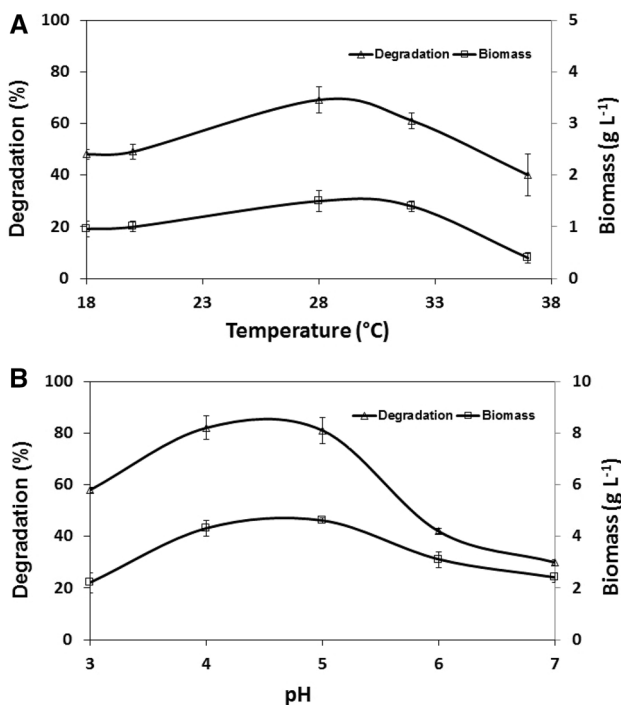 A
Degradation (%)
100
80
60
40
20
0
Degradation Biomass
5
4
3
2
1
0
Biomass (g L-1)
18 23 28 33 38
Temperature (°C)
B
Degradation (%)
100
80
60
40
20
0
Degradation Biomass
10
8
6
4
2
0
Biomass (g L-1)
3 4 5 6 7
pH